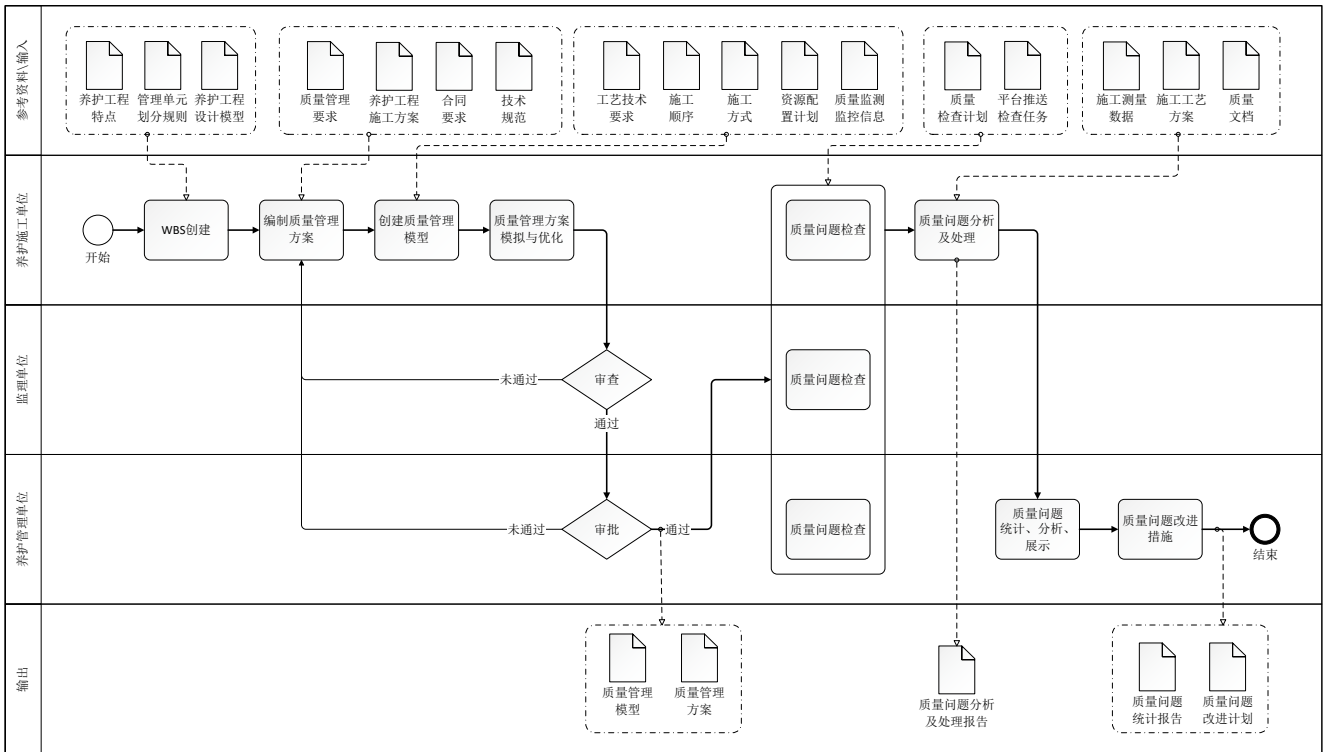 参考资料\输入
养护工程
特点
管理单元
划分规则
养护工程
设计模型
质量管理
要求
养护工程
施工方案
合同
要求
技术
规范
工艺技术
要求
施工
顺序
施工
方式
资源配
置计划
质量监测
监控信息
质量
检查计划
平台推送
检查任务
施工测量
数据
施工工艺
方案
质量
文档
养护施工单位
开始
WBS创建
编制质量管理
方案
创建质量管理
模型
质量管理方案
模拟与优化
质量问题检查
质量问题分析
及处理
监理单位
未通过
审查
通过
质量问题检查
养护管理单位
未通过
审批
通过
质量问题检查
质量问题
统计、分析、
展示
质量问题改进
措施
结束
输出
质量管理
模型
质量管理
方案
质量问题分析
及处理报告
质量问题
统计报告
质量问题
改进计划